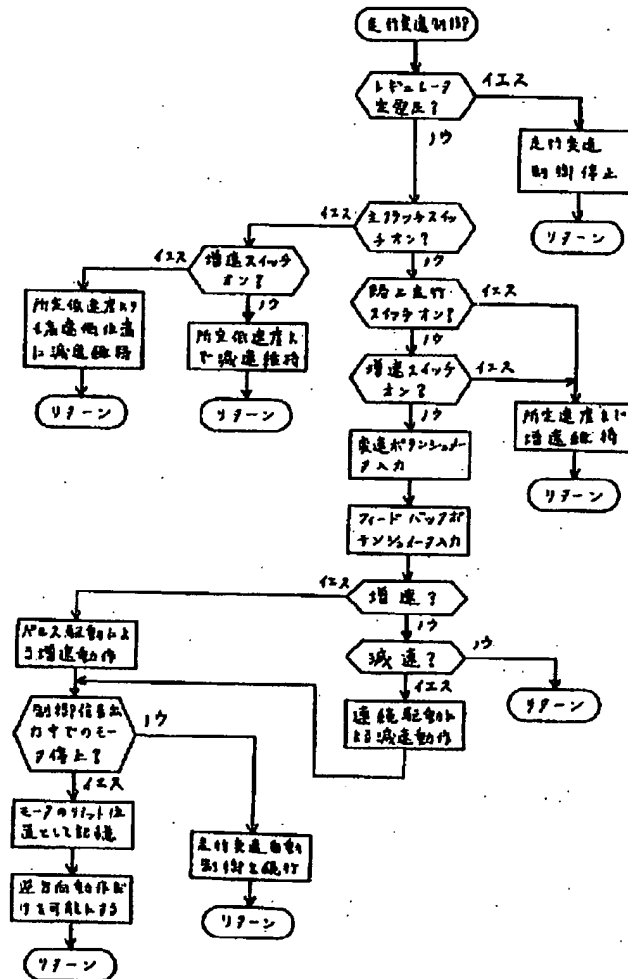 走行変速制御
レギュレータ
定電圧?
イエス
ノウ
走行変速
制御停止
リターン
主クラッチスイッ
チオン?
イエス
ノウ
増速スイッチ
オン?
イエス
ノウ
所定低速度より
も高速側位置
に減速維持
リターン
所定低速度ま
で減速維持
リターン
路上走行
スイッチオン?
イエス
ノウ
増速スイッチ
オン?
イエス
ノウ
所定速度まで
増速維持
リターン
変速ポテンショメー
タ入力
フィードバックポ
テンショメータ入力
増速?
イエス
ノウ
減速?
ノウ
イエス
リターン
パルス駆動によ
る増速動作
連続駆動に
よる減速動作
制御信号出
力中でのモー
タ停止?
ノウ
イエス
モータのリミット位
置として記憶
逆方向動作だ
けを可能にする
リターン
走行変速自動
制御を続行
リターン